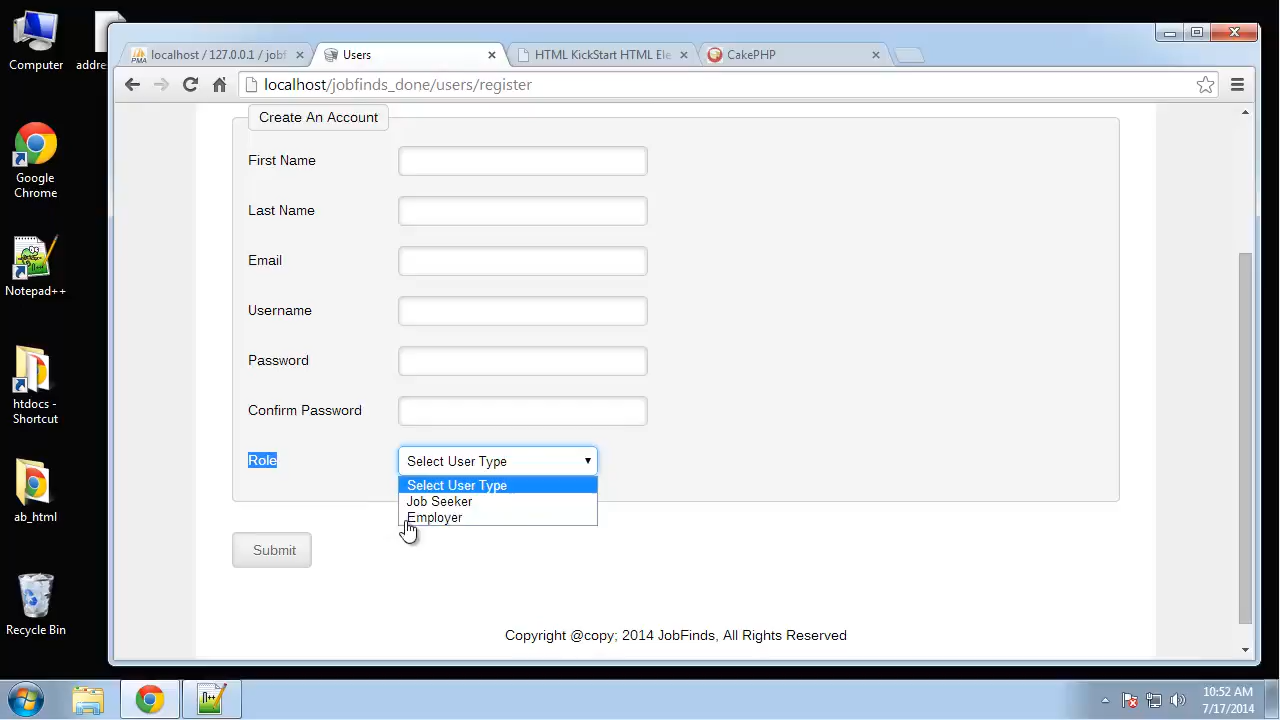 Computer
addre
Google
Chrome
Notepad++
htdocs -
Shortcut
ab_html
Recycle Bin
PMA
localhost / 127.0.0.1 / jobf
Users
HTML KickStart HTML Ele
CakePHP
localhost/jobfinds_done/users/register
Create An Account
First Name
Last Name
Email
Username
Password
Confirm Password
Role
Select User Type
Select User Type
Job Seeker
Employer
Submit
Copyright @copy; 2014 JobFinds, All Rights Reserved
10:52 AM
7/17/2014